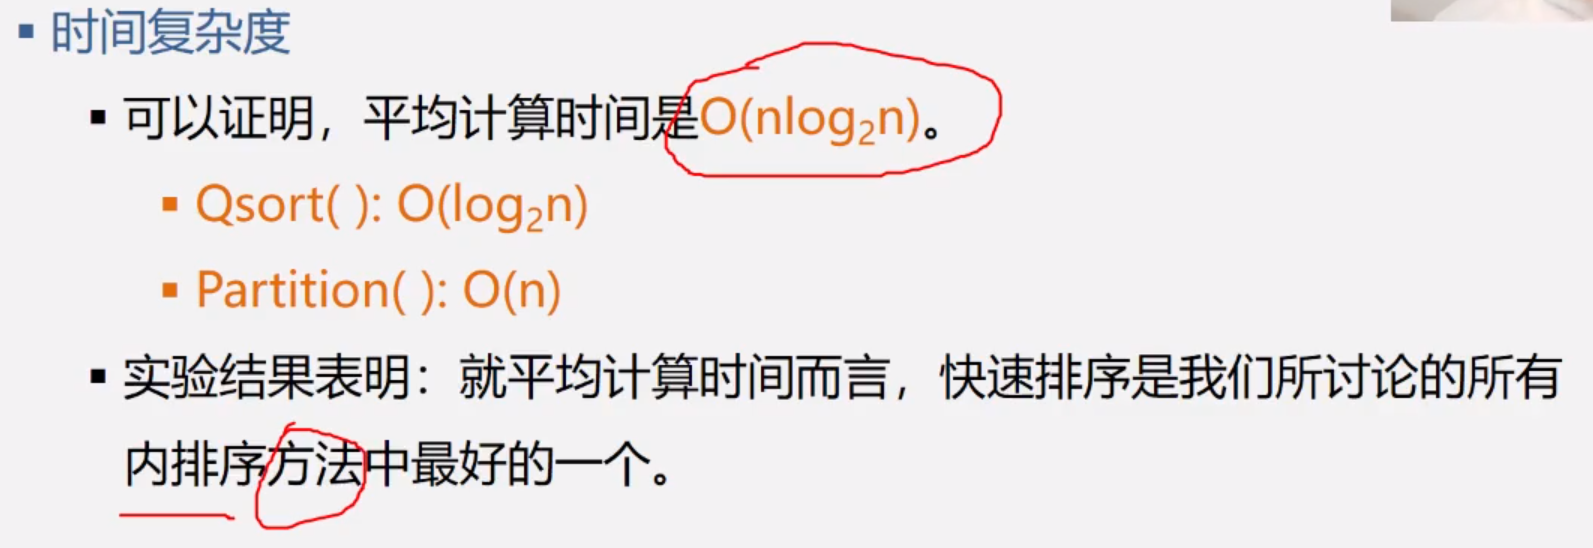 时间复杂度
可以证明，平均计算时间是O(nlog₂n)。
Qsort( ): O(log₂n)
Partition( ): O(n)
实验结果表明：就平均计算时间而言，快速排序是我们所讨论的所有
内排序方法中最好的一个。